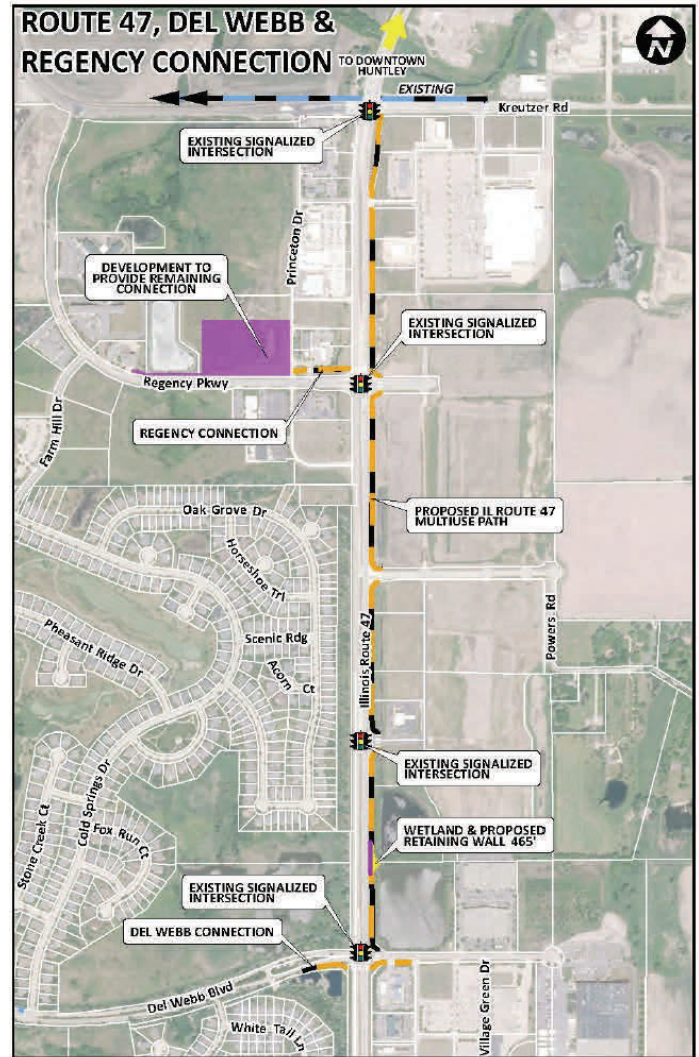 ROUTE 47, DEL WEBB &
REGENCY CONNECTION
TO DOWNTOWN
HUNTLEY
N
EXISTING
Kreutzer Rd
EXISTING SIGNALIZED
INTERSECTION
Princeton Dr
DEVELOPMENT TO
PROVIDE REMAINING
CONNECTION
EXISTING SIGNALIZED
INTERSECTION
Regency Pkwy
Farm Hill Dr
REGENCY CONNECTION
PROPOSED IL ROUTE 47
MULTIUSE PATH
Oak Grove Dr
Horseshoe Trl
Scenic Rdg
Acorn Ct
Pheasant Ridge Dr
Illinois Route 47
Powers Rd
Cold Springs Dr
Stone Creek Ct
Fox Run Ct
EXISTING SIGNALIZED
INTERSECTION
WETLAND & PROPOSED
RETAINING WALL 465'
EXISTING SIGNALIZED
INTERSECTION
DEL WEBB CONNECTION
Del Webb Blvd
Village Green Dr
White Tail Ln